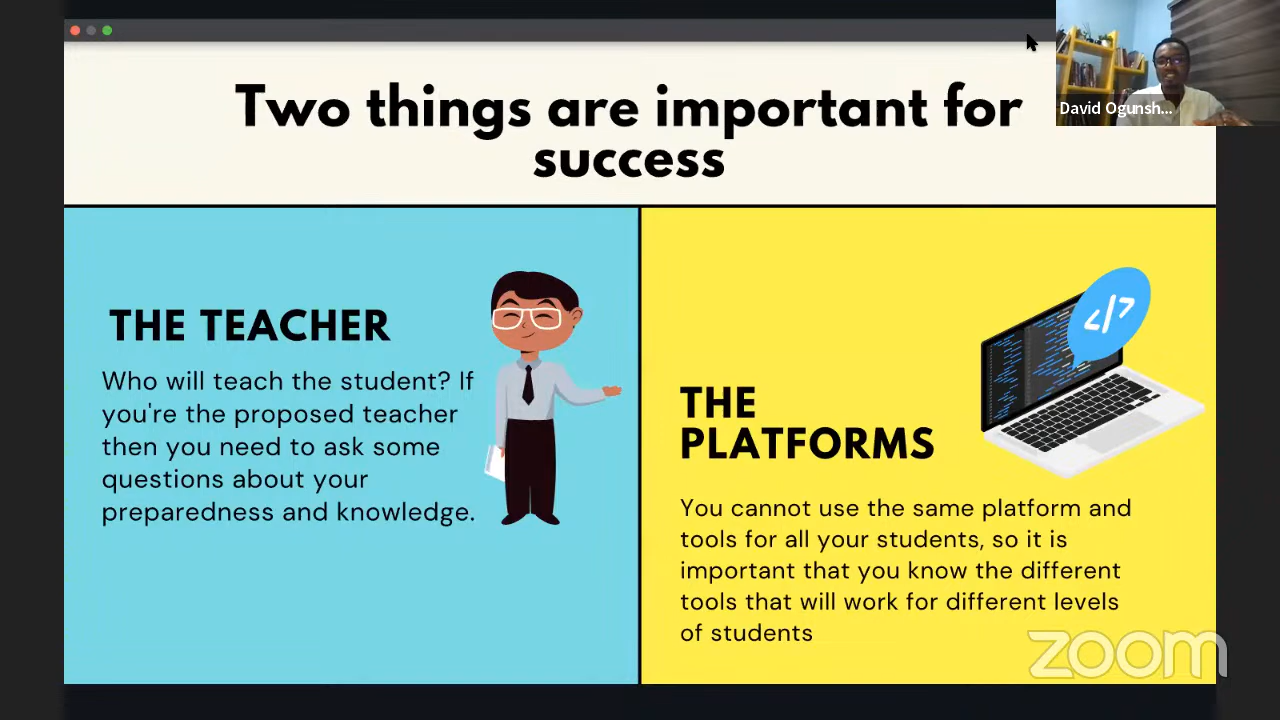 Two things are important for
success
David Ogunsh...
THE TEACHER
Who will teach the student? If
you're the proposed teacher
then you need to ask some
questions about your
preparedness and knowledge.
</>
THE
PLATFORMS
You cannot use the same platform and
tools for all your students, so it is
important that you know the different
tools that will work for different levels
of students
zoom